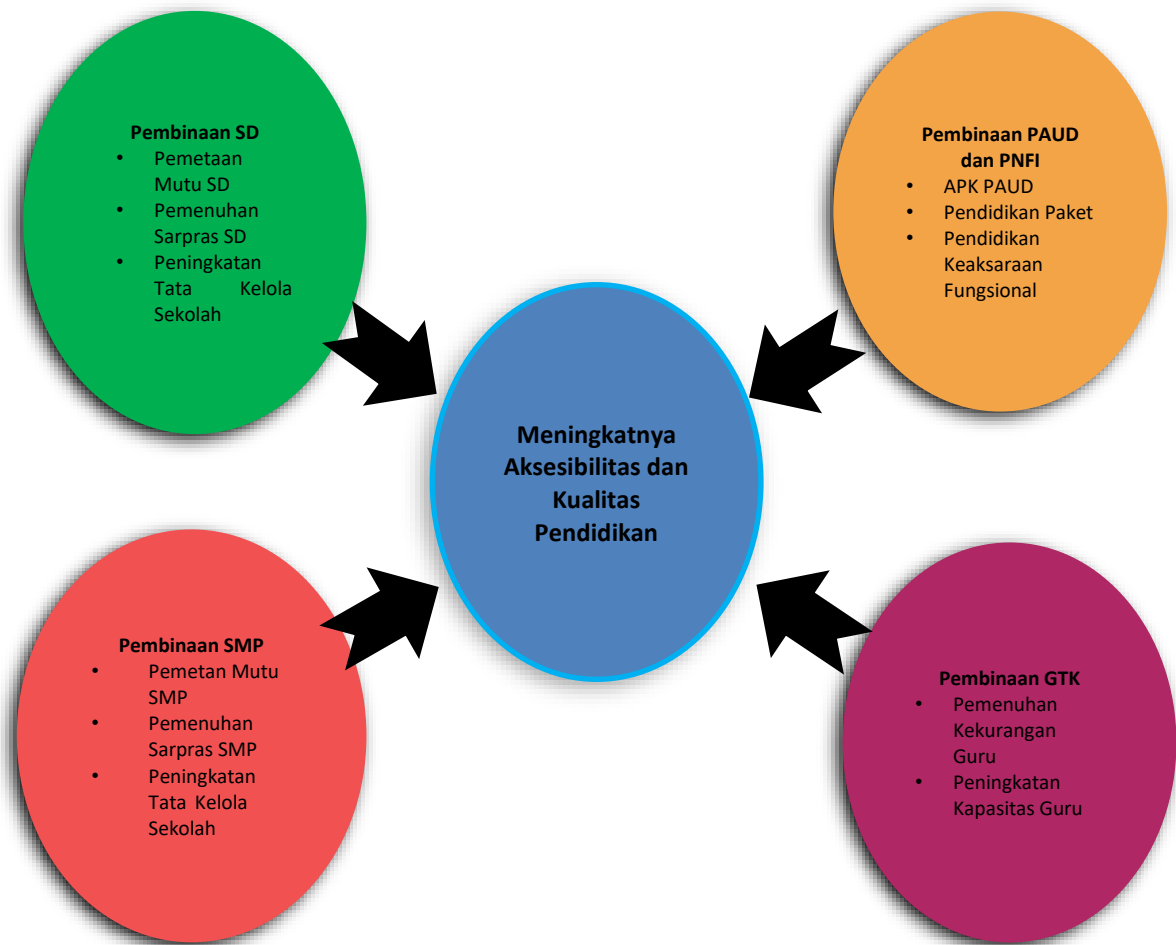 Pembinaan SD
• Pemetaan
Mutu SD
• Pemenuhan
Sarpras SD
• Peningkatan
Tata Kelola
Sekolah
Pembinaan PAUD
dan PNFI
• APK PAUD
• Pendidikan Paket
• Pendidikan
Keaksaraan
Fungsional
Meningkatnya
Aksesibilitas dan
Kualitas
Pendidikan
Pembinaan SMP
• Pemetan Mutu
SMP
• Pemenuhan
Sarpras SMP
• Peningkatan
Tata Kelola
Sekolah
Pembinaan GTK
• Pemenuhan
Kekurangan
Guru
• Peningkatan
Kapasitas Guru